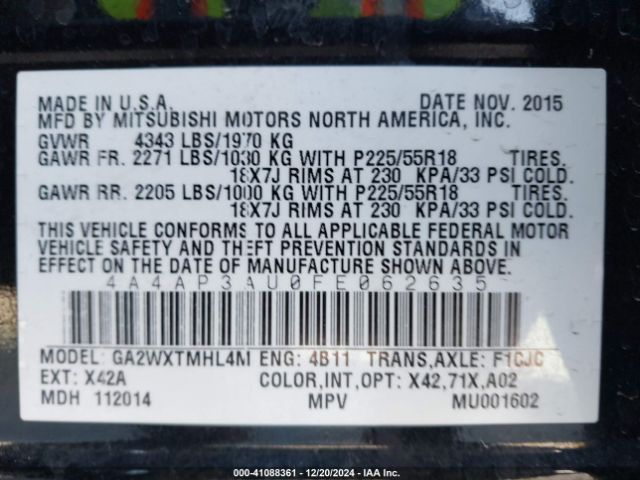 MADE IN U.S.A. DATE NOV. 2015
MFD BY MITSUBISHI MOTORS NORTH AMERICA, INC.
GVWR 4343 LBS/1970 KG
GAWR FR. 2271 LBS/1030 KG WITH P225/55R18 TIRES.
18X7J RIMS AT 230 KPA/33 PSI COLD.
GAWR RR. 2205 LBS/1000 KG WITH P225/55R18 TIRES.
18X7J RIMS AT 230 KPA/33 PSI COLD.
THIS VEHICLE CONFORMS TO ALL APPLICABLE FEDERAL MOTOR
VEHICLE SAFETY AND THEFT PREVENTION STANDARDS IN
EFFECT ON THE DATE OF MANUFACTURE SHOWN ABOVE.
4A4AP3AU0FE062635
MODEL: GA2WXTMHL4M ENG: 4B11 TRANS,AXLE: F1CJC
EXT: X42A COLOR,INT,OPT: X42,71X,A02
MDH 112014 MPV MU001602
000-41088361 | 12/20/2024 - IAA Inc.